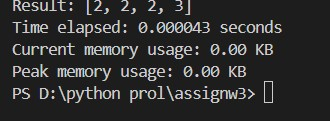 Result: [2, 2, 2, 3]
Time elapsed: 0.000043 seconds
Current memory usage: 0.00 KB
Peak memory usage: 0.00 KB
PS D:\python prol\assignw3>